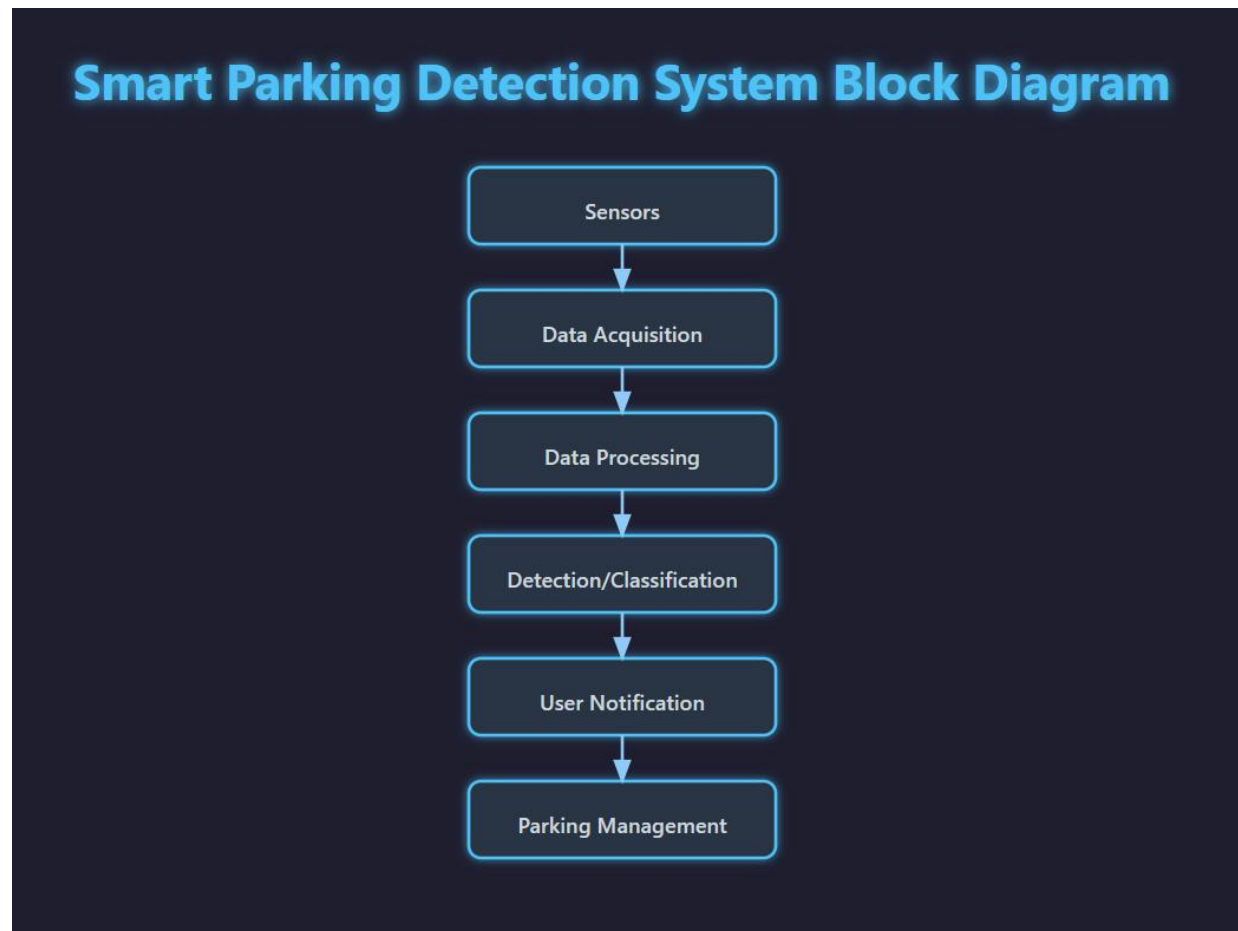 Smart Parking Detection System Block Diagram
Sensors
Data Acquisition
Data Processing
Detection/Classification
User Notification
Parking Management